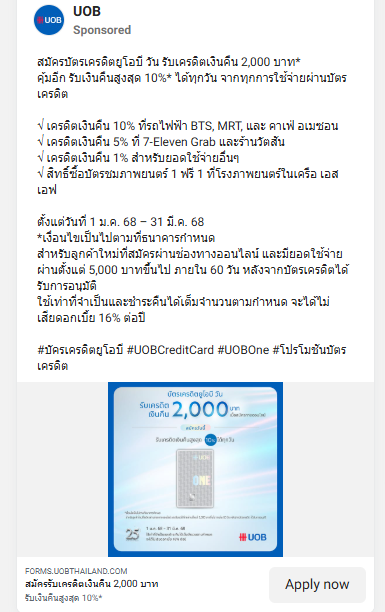 UOB
UOB
Sponsored
สมัครบัตรเครดิตยูโอบี วัน รับเครดิตเงินคืน 2,000 บาท*
คุ้มอีก รับเงินคืนสูงสุด 10%* ได้ทุกวัน จากทุกการใช้จ่ายผ่านบัตร
เครดิต
√ เครดิตเงินคืน 10% ที่รถไฟฟ้า BTS, MRT, และ คาเฟ่ อเมซอน
√ เครดิตเงินคืน 5% ที่ 7-Eleven Grab และร้านวัตสัน
√ เครดิตเงินคืน 1% สำหรับยอดใช้จ่ายอื่นๆ
√ สิทธิ์ซื้อบัตรชมภาพยนตร์ 1 ฟรี 1 ที่โรงภาพยนตร์ในเครือ เอส
เอฟ
ตั้งแต่วันที่ 1 ม.ค. 68 – 31 มี.ค. 68
*เงื่อนไขเป็นไปตามที่ธนาคารกำหนด
สำหรับลูกค้าใหม่ที่สมัครผ่านช่องทางออนไลน์ และมียอดใช้จ่าย
ผ่านตั้งแต่ 5,000 บาทขึ้นไป ภายใน 60 วัน หลังจากบัตรเครดิตได้
รับการอนุมัติ
ใช้เท่าที่จำเป็นและชำระคืนได้เต็มจำนวนตามกำหนด จะได้ไม่
เสียดอกเบี้ย 16% ต่อปี
#บัครเครดิตยูโอบี #UOBCreditCard #UOBOne #โปรโมชันบัตร
เครดิต
บัตรเครดิตยูโอบี วัน
รับเครดิต
เงินคืน 2,000 บาท
รับเครดิตเงินคืนสูงสุด 10% ได้ทุกวัน
ONE
25
1 ม.ค. 68 – 31 มี.ค. 68
UOB
FORMS.UOBTHAILAND.COM
สมัครรับเครดิตเงินคืน 2,000 บาท
รับเงินคืนสูงสุด 10%*
Apply now